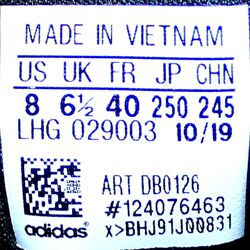 MADE IN VIETNAM
US UK FR JP CHN
8 6½ 40 250 245
LHG 029003 10/19
ART DB0126
#124076463
adidas x>BHJ91J00831